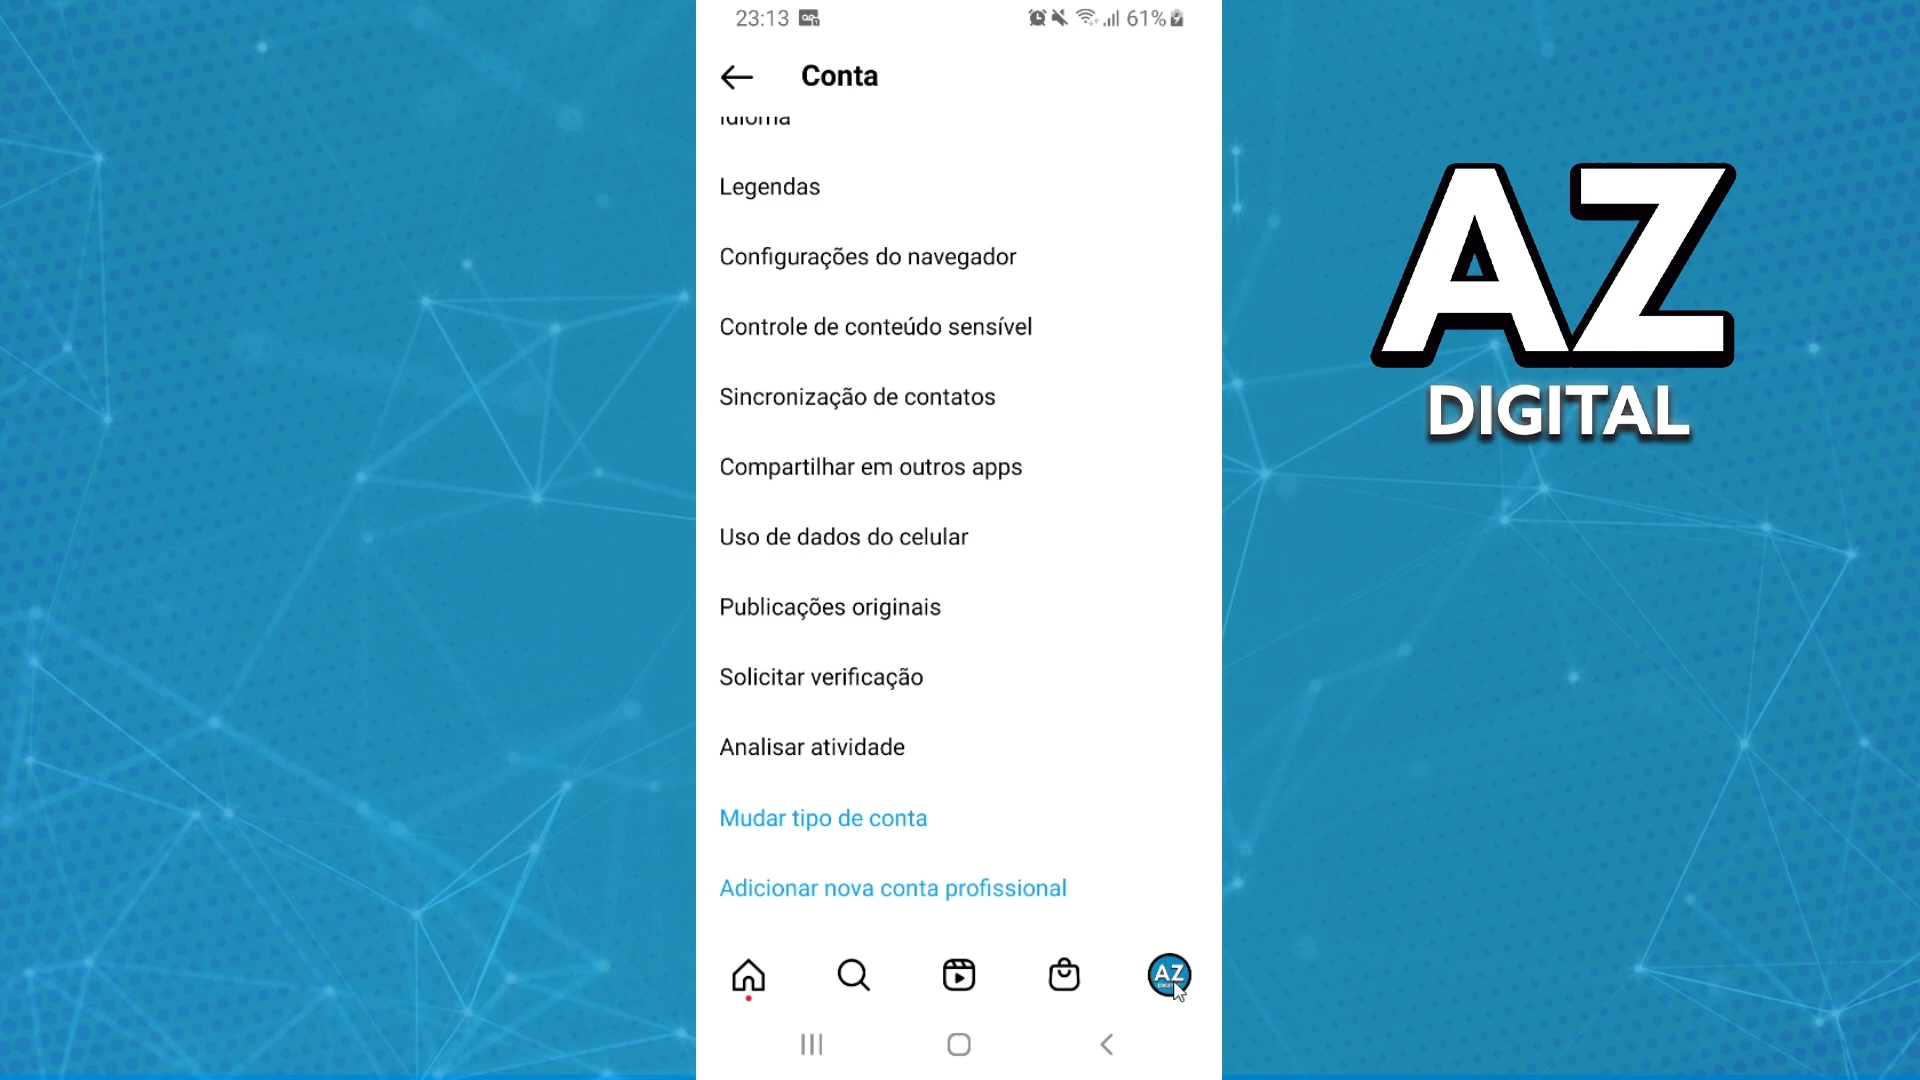 23:13
61%
Conta
Idioma
Legendas
Configurações do navegador
Controle de conteúdo sensível
Sincronização de contatos
Compartilhar em outros apps
Uso de dados do celular
Publicações originais
Solicitar verificação
Analisar atividade
Mudar tipo de conta
Adicionar nova conta profissional
AZ
AZ
DIGITAL